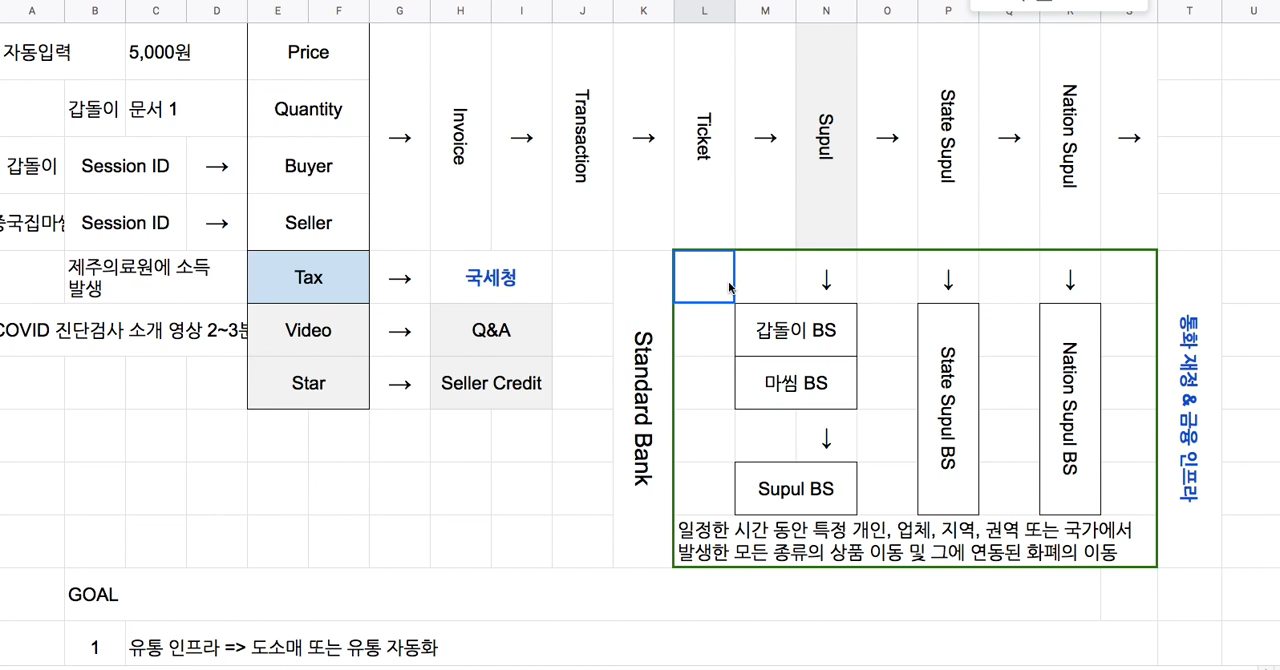 A B C D E F G H I J K L M N O P Q R S T U
자동입력 5,000원 Price
갑돌이 문서 1 Quantity
갑돌이 Session ID → Buyer
Session ID → Seller
→ Invoice → Transaction → Ticket → Supul → State Supul → Nation Supul →
제주의료원에 소득
발생
Tax → 국세청
COVID 진단검사 소개 영상 2~3분 Video → Q&A
Star → Seller Credit
Standard Bank
↓ ↓ ↓
갑돌이 BS
마씸 BS
↓
Supul BS
State Supul BS
Nation Supul BS
일정한 시간 동안 특정 개인, 업체, 지역, 권역 또는 국가에서
발생한 모든 종류의 상품 이동 및 그에 연동된 화폐의 이동
통화 재정 & 금융 인프라
GOAL
1 유통 인프라 => 도소매 또는 유통 자동화